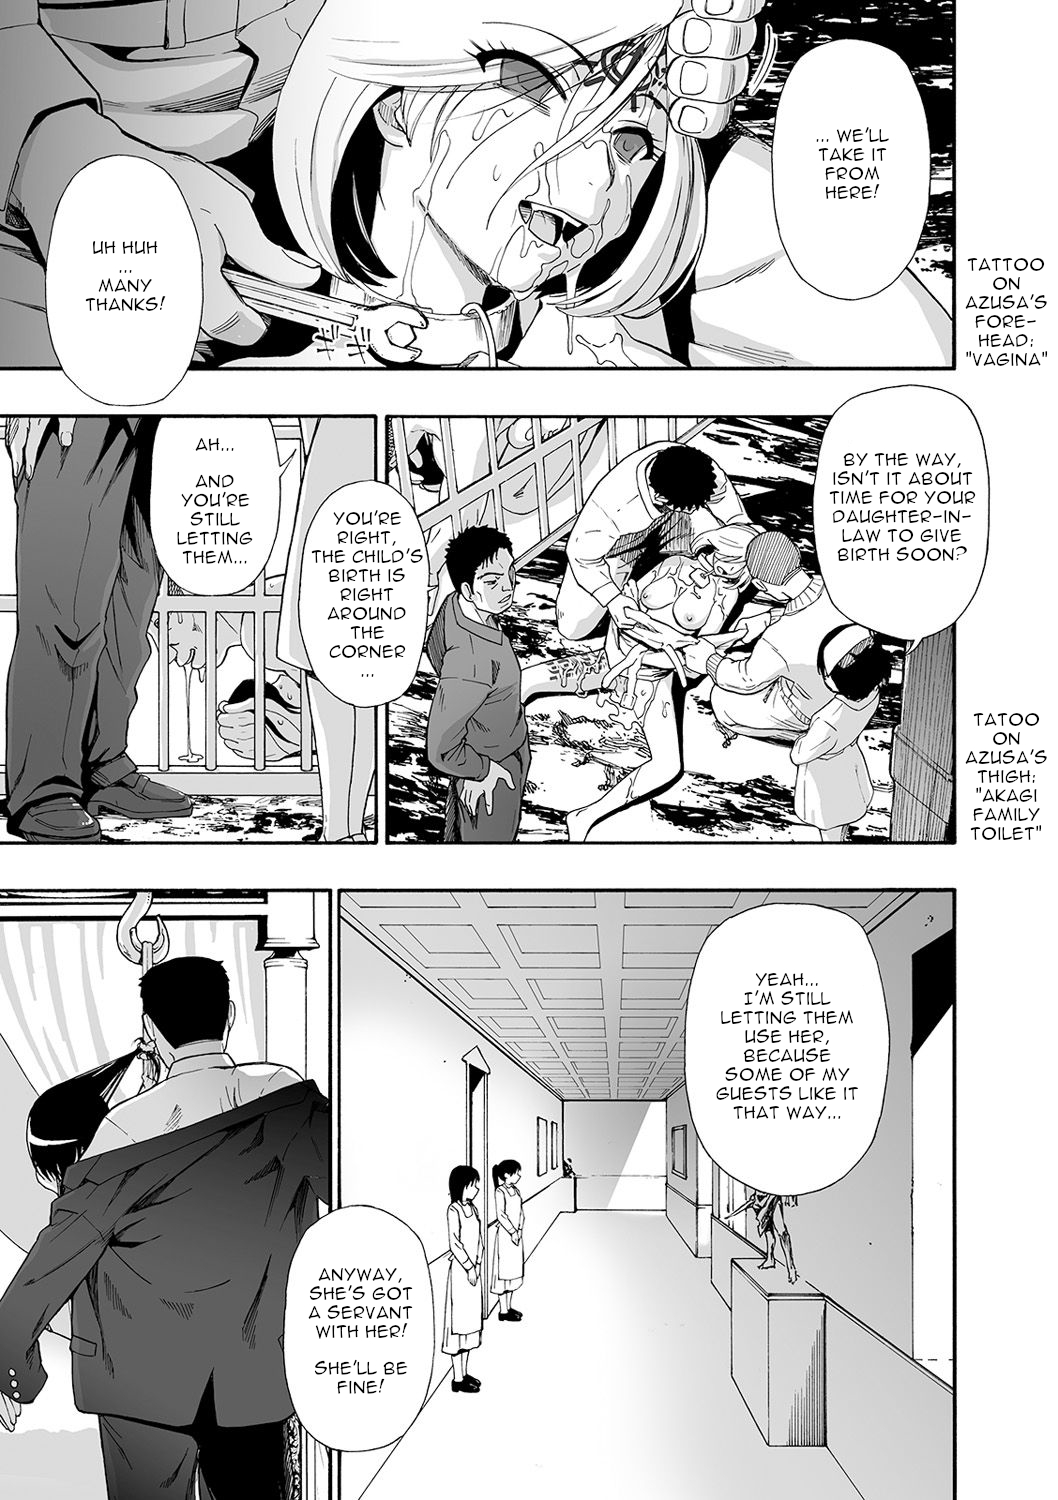 ... WE'LL
TAKE IT
FROM
HERE!
UH HUH
...
MANY
THANKS!
TATTOO
ON
AZUSA'S
FORE-
HEAD:
"VAGINA"
BY THE WAY,
ISN'T IT ABOUT
TIME FOR YOUR
DAUGHTER-IN-
LAW TO GIVE
BIRTH SOON?
YOU'RE
RIGHT,
THE CHILD'S
BIRTH IS
RIGHT
AROUND
THE
CORNER
...
AH...
AND
YOU'RE
STILL
LETTING
THEM...
TATOO
ON
AZUSA'S
THIGH:
"AKAGI
FAMILY
TOILET"
YEAH...
I'M STILL
LETTING THEM
USE HER,
BECAUSE
SOME OF MY
GUESTS LIKE IT
THAT WAY...
ANYWAY,
SHE'S GOT
A SERVANT
WITH HER!
SHE'LL BE
FINE!